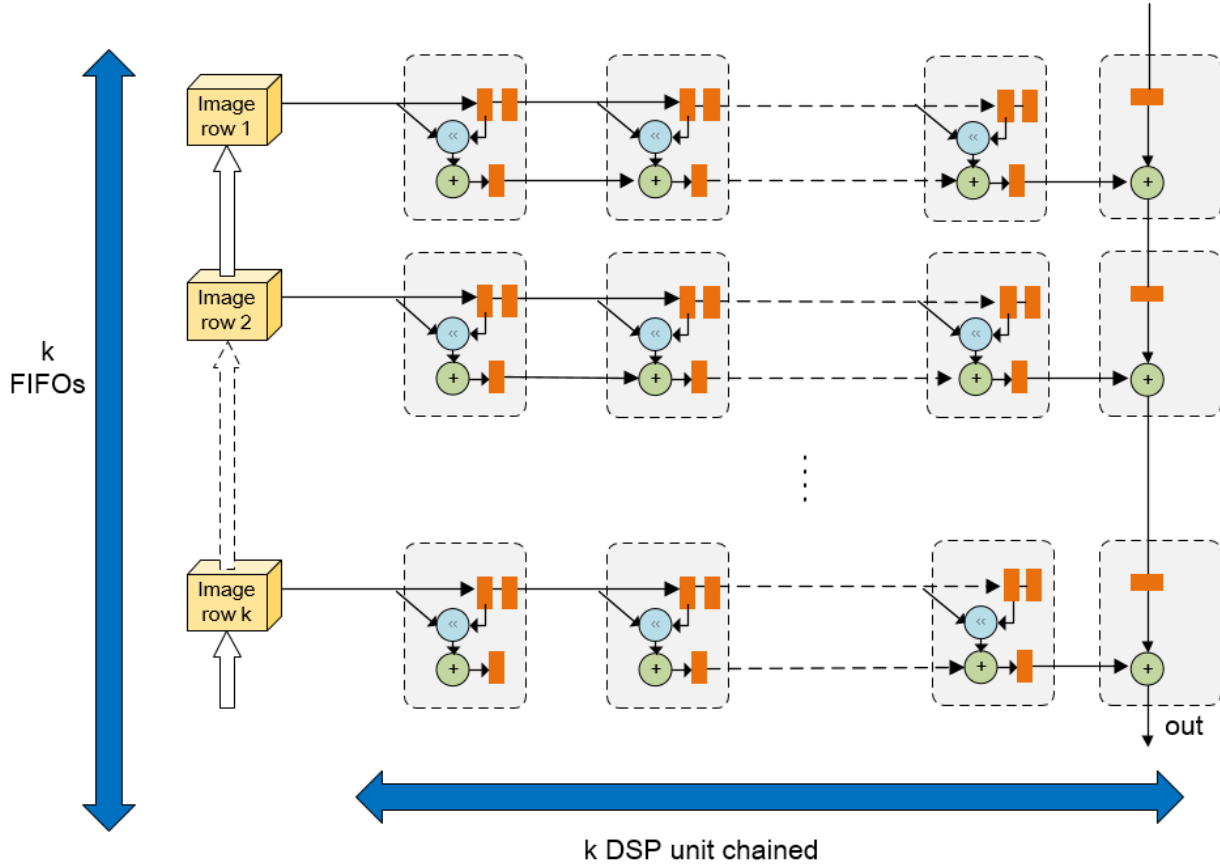 Image
row 1
<<
<<
<<
+
+
+
+
Image
row 2
<<
<<
<<
+
+
+
+
k
FIFOs
Image
row k
<<
<<
<<
+
+
+
+
out
k DSP unit chained